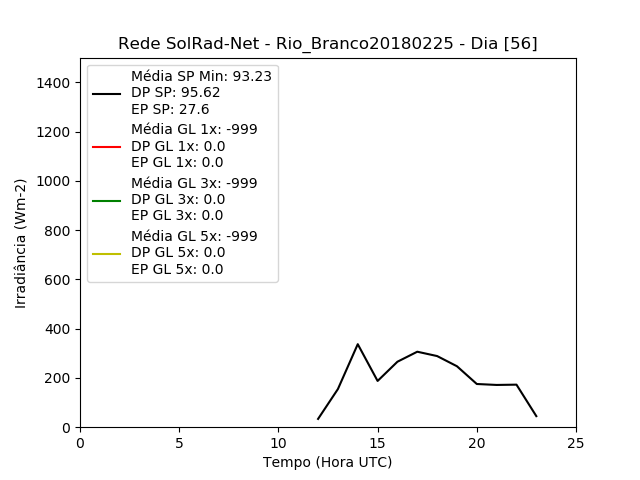 Rede SolRad-Net - Rio_Branco20180225 - Dia [56]
Média SP Min: 93.23
DP SP: 95.62
EP SP: 27.6
Média GL 1x: -999
DP GL 1x: 0.0
EP GL 1x: 0.0
Média GL 3x: -999
DP GL 3x: 0.0
EP GL 3x: 0.0
Média GL 5x: -999
DP GL 5x: 0.0
EP GL 5x: 0.0
Irradiância (Wm-2)
1400
1200
1000
800
600
400
200
0
0 5 10 15 20 25
Tempo (Hora UTC)